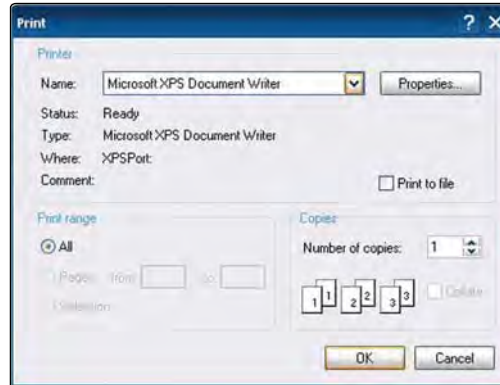 Print
Printer
Name: Microsoft XPS Document Writer Properties...
Status: Ready
Type: Microsoft XPS Document Writer
Where: XPSPort:
Comment: Print to file
Print range
All
Pages from: to:
Selection
Copies
Number of copies: 1
1 1 2 2 3 3 Collate
OK Cancel